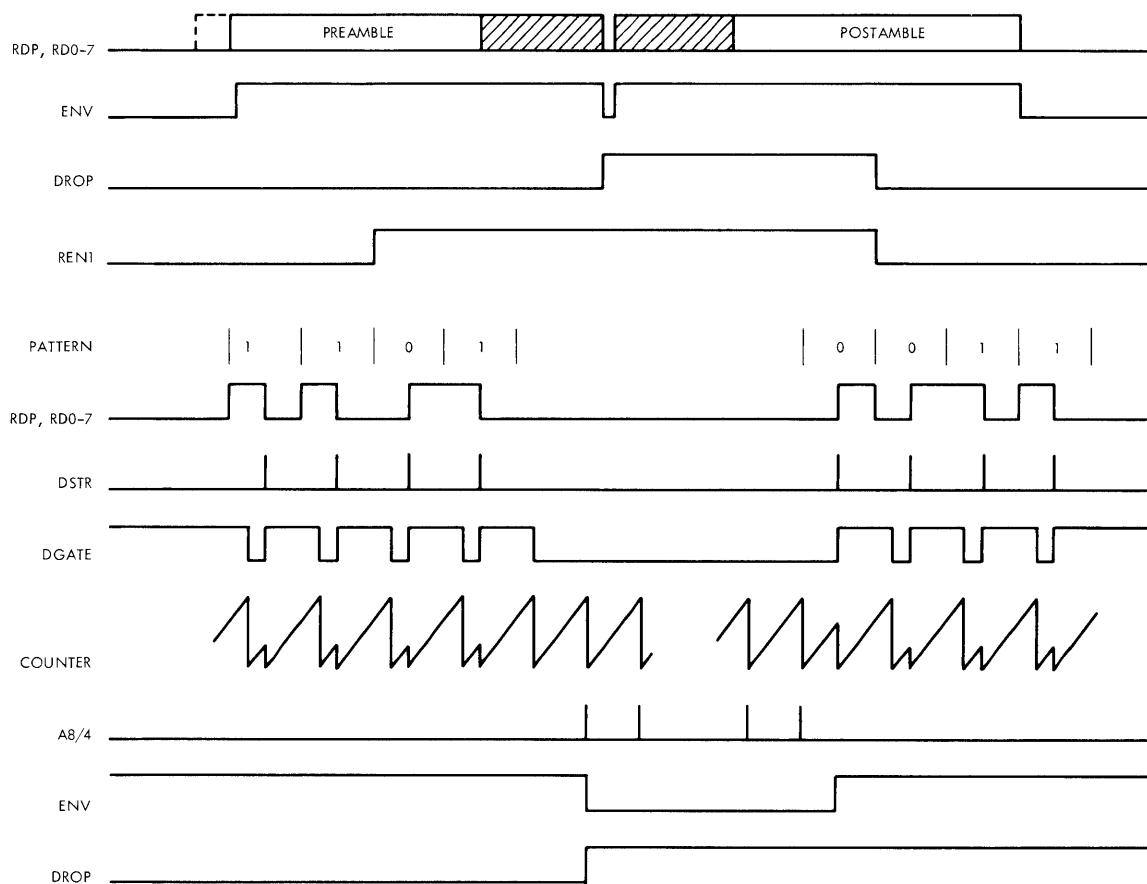 PREAMBLE POSTAMBLE
RDP, RD0-7
ENV
DROP
REN1
PATTERN 1 1 0 1 0 0 1 1
RDP, RD0-7
DSTR
DGATE
COUNTER
A8/4
ENV
DROP